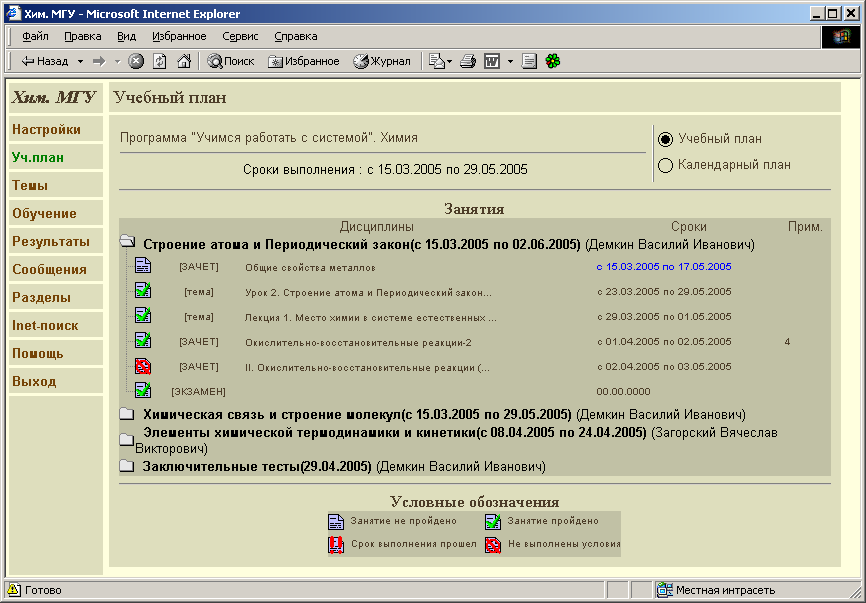 Хим. МГУ - Microsoft Internet Explorer
Файл Правка Вид Избранное Сервис Справка
Назад Поиск Избранное Журнал
Хим. МГУ
Учебный план
Настройки
Уч.план
Темы
Обучение
Результаты
Сообщения
Разделы
Inet-поиск
Помощь
Выход
Программа "Учимся работать с системой". Химия
Сроки выполнения : с 15.03.2005 по 29.05.2005
Учебный план
Календарный план
Занятия
Дисциплины Сроки Прим.
Строение атома и Периодический закон(с 15.03.2005 по 02.06.2005) (Демкин Василий Иванович)
[ЗАЧЕТ] Общие свойства металлов с 15.03.2005 по 17.05.2005
[тема] Урок 2. Строение атома и Периодический закон... с 23.03.2005 по 29.05.2005
[тема] Лекция 1. Место химии в системе естественных ... с 29.03.2005 по 01.05.2005
[ЗАЧЕТ] Окислительно-восстановительные реакции-2 с 01.04.2005 по 02.05.2005 4
[ЗАЧЕТ] II. Окислительно-восстановительные реакции (... с 02.04.2005 по 03.05.2005
[ЭКЗАМЕН] 00.00.0000
Химическая связь и строение молекул(с 15.03.2005 по 29.05.2005) (Демкин Василий Иванович)
Элементы химической термодинамики и кинетики(с 08.04.2005 по 24.04.2005) (Загорский Вячеслав
Викторович)
Заключительные тесты(29.04.2005) (Демкин Василий Иванович)
Условные обозначения
Занятие не пройдено Занятие пройдено
Срок выполнения прошел Не выполнены условия
Готово Местная интрасеть